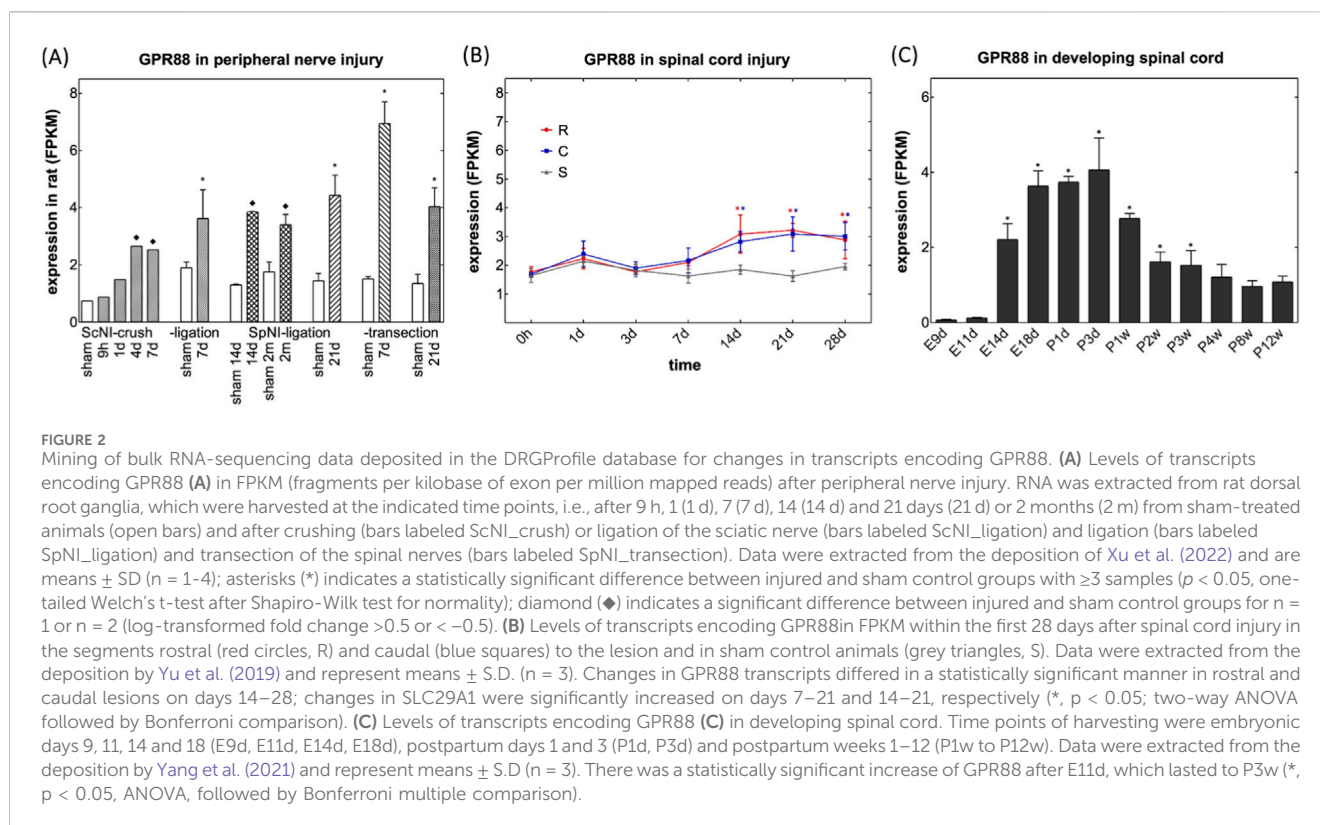 (A)
GPR88 in peripheral nerve injury
expression in rat (FPKM)
8
6
4
2
0
* ◆ ◆ * ◆ ◆ * * *
ScNI-crush -ligation SpNI-ligation -transection
sham 9h 1d 4d 7d sham 7d sham 14d 14d sham 2m 2m sham 21d sham 7d sham 21d
(B)
GPR88 in spinal cord injury
expression (FPKM)
8
7
6
5
4
3
2
1
R
C
S
** ** **
0h 1d 3d 7d 14d 21d 28d
time
(C)
GPR88 in developing spinal cord
expression (FPKM)
6
4
2
0
* * * * * * *
E9d E11d E14d E18d P1d P3d P1w P2w P3w P4w P8w P12w
FIGURE 2
Mining of bulk RNA-sequencing data deposited in the DRGProfile database for changes in transcripts encoding GPR88. (A) Levels of transcripts
encoding GPR88 (A) in FPKM (fragments per kilobase of exon per million mapped reads) after peripheral nerve injury. RNA was extracted from rat dorsal
root ganglia, which were harvested at the indicated time points, i.e., after 9 h, 1 (1 d), 7 (7 d), 14 (14 d) and 21 days (21 d) or 2 months (2 m) from sham-treated
animals (open bars) and after crushing (bars labeled ScNI_crush) or ligation of the sciatic nerve (bars labeled ScNI_ligation) and ligation (bars labeled
SpNI_ligation) and transection of the spinal nerves (bars labeled SpNI_transection). Data were extracted from the deposition of Xu et al. (2022) and are
means ± SD (n = 1-4); asterisks (*) indicates a statistically significant difference between injured and sham control groups with ≥3 samples (p < 0.05, one-
tailed Welch's t-test after Shapiro-Wilk test for normality); diamond (◆) indicates a significant difference between injured and sham control groups for n =
1 or n = 2 (log-transformed fold change >0.5 or < −0.5). (B) Levels of transcripts encoding GPR88in FPKM within the first 28 days after spinal cord injury in
the segments rostral (red circles, R) and caudal (blue squares) to the lesion and in sham control animals (grey triangles, S). Data were extracted from the
deposition by Yu et al. (2019) and represent means ± S.D. (n = 3). Changes in GPR88 transcripts differed in a statistically significant manner in rostral and
caudal lesions on days 14–28; changes in SLC29A1 were significantly increased on days 7–21 and 14–21, respectively (*, p < 0.05; two-way ANOVA
followed by Bonferroni comparison). (C) Levels of transcripts encoding GPR88 (C) in developing spinal cord. Time points of harvesting were embryonic
days 9, 11, 14 and 18 (E9d, E11d, E14d, E18d), postpartum days 1 and 3 (P1d, P3d) and postpartum weeks 1–12 (P1w to P12w). Data were extracted from the
deposition by Yang et al. (2021) and represent means ± S.D (n = 3). There was a statistically significant increase of GPR88 after E11d, which lasted to P3w (*,
p < 0.05, ANOVA, followed by Bonferroni multiple comparison).